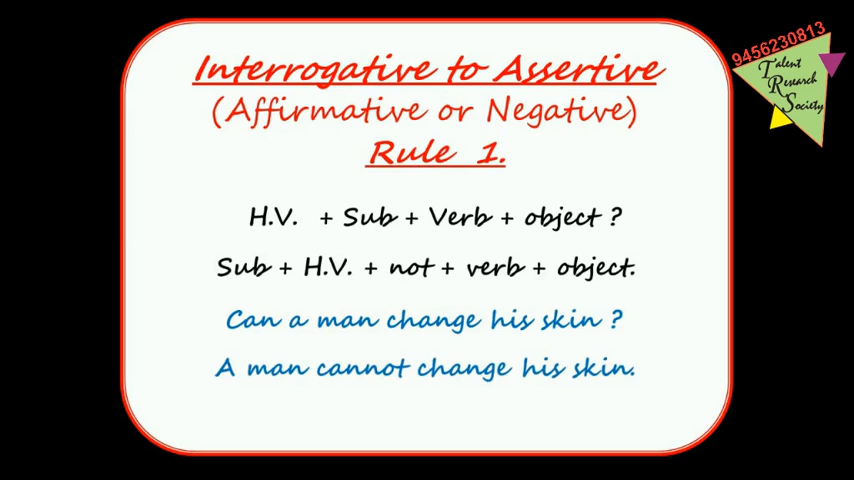 Interrogative to Assertive
(Affirmative or Negative)
Rule 1.
H.V. + Sub + Verb + object ?
Sub + H.V. + not + verb + object.
Can a man change his skin ?
A man cannot change his skin.
9456230813
Talent
Research
Society